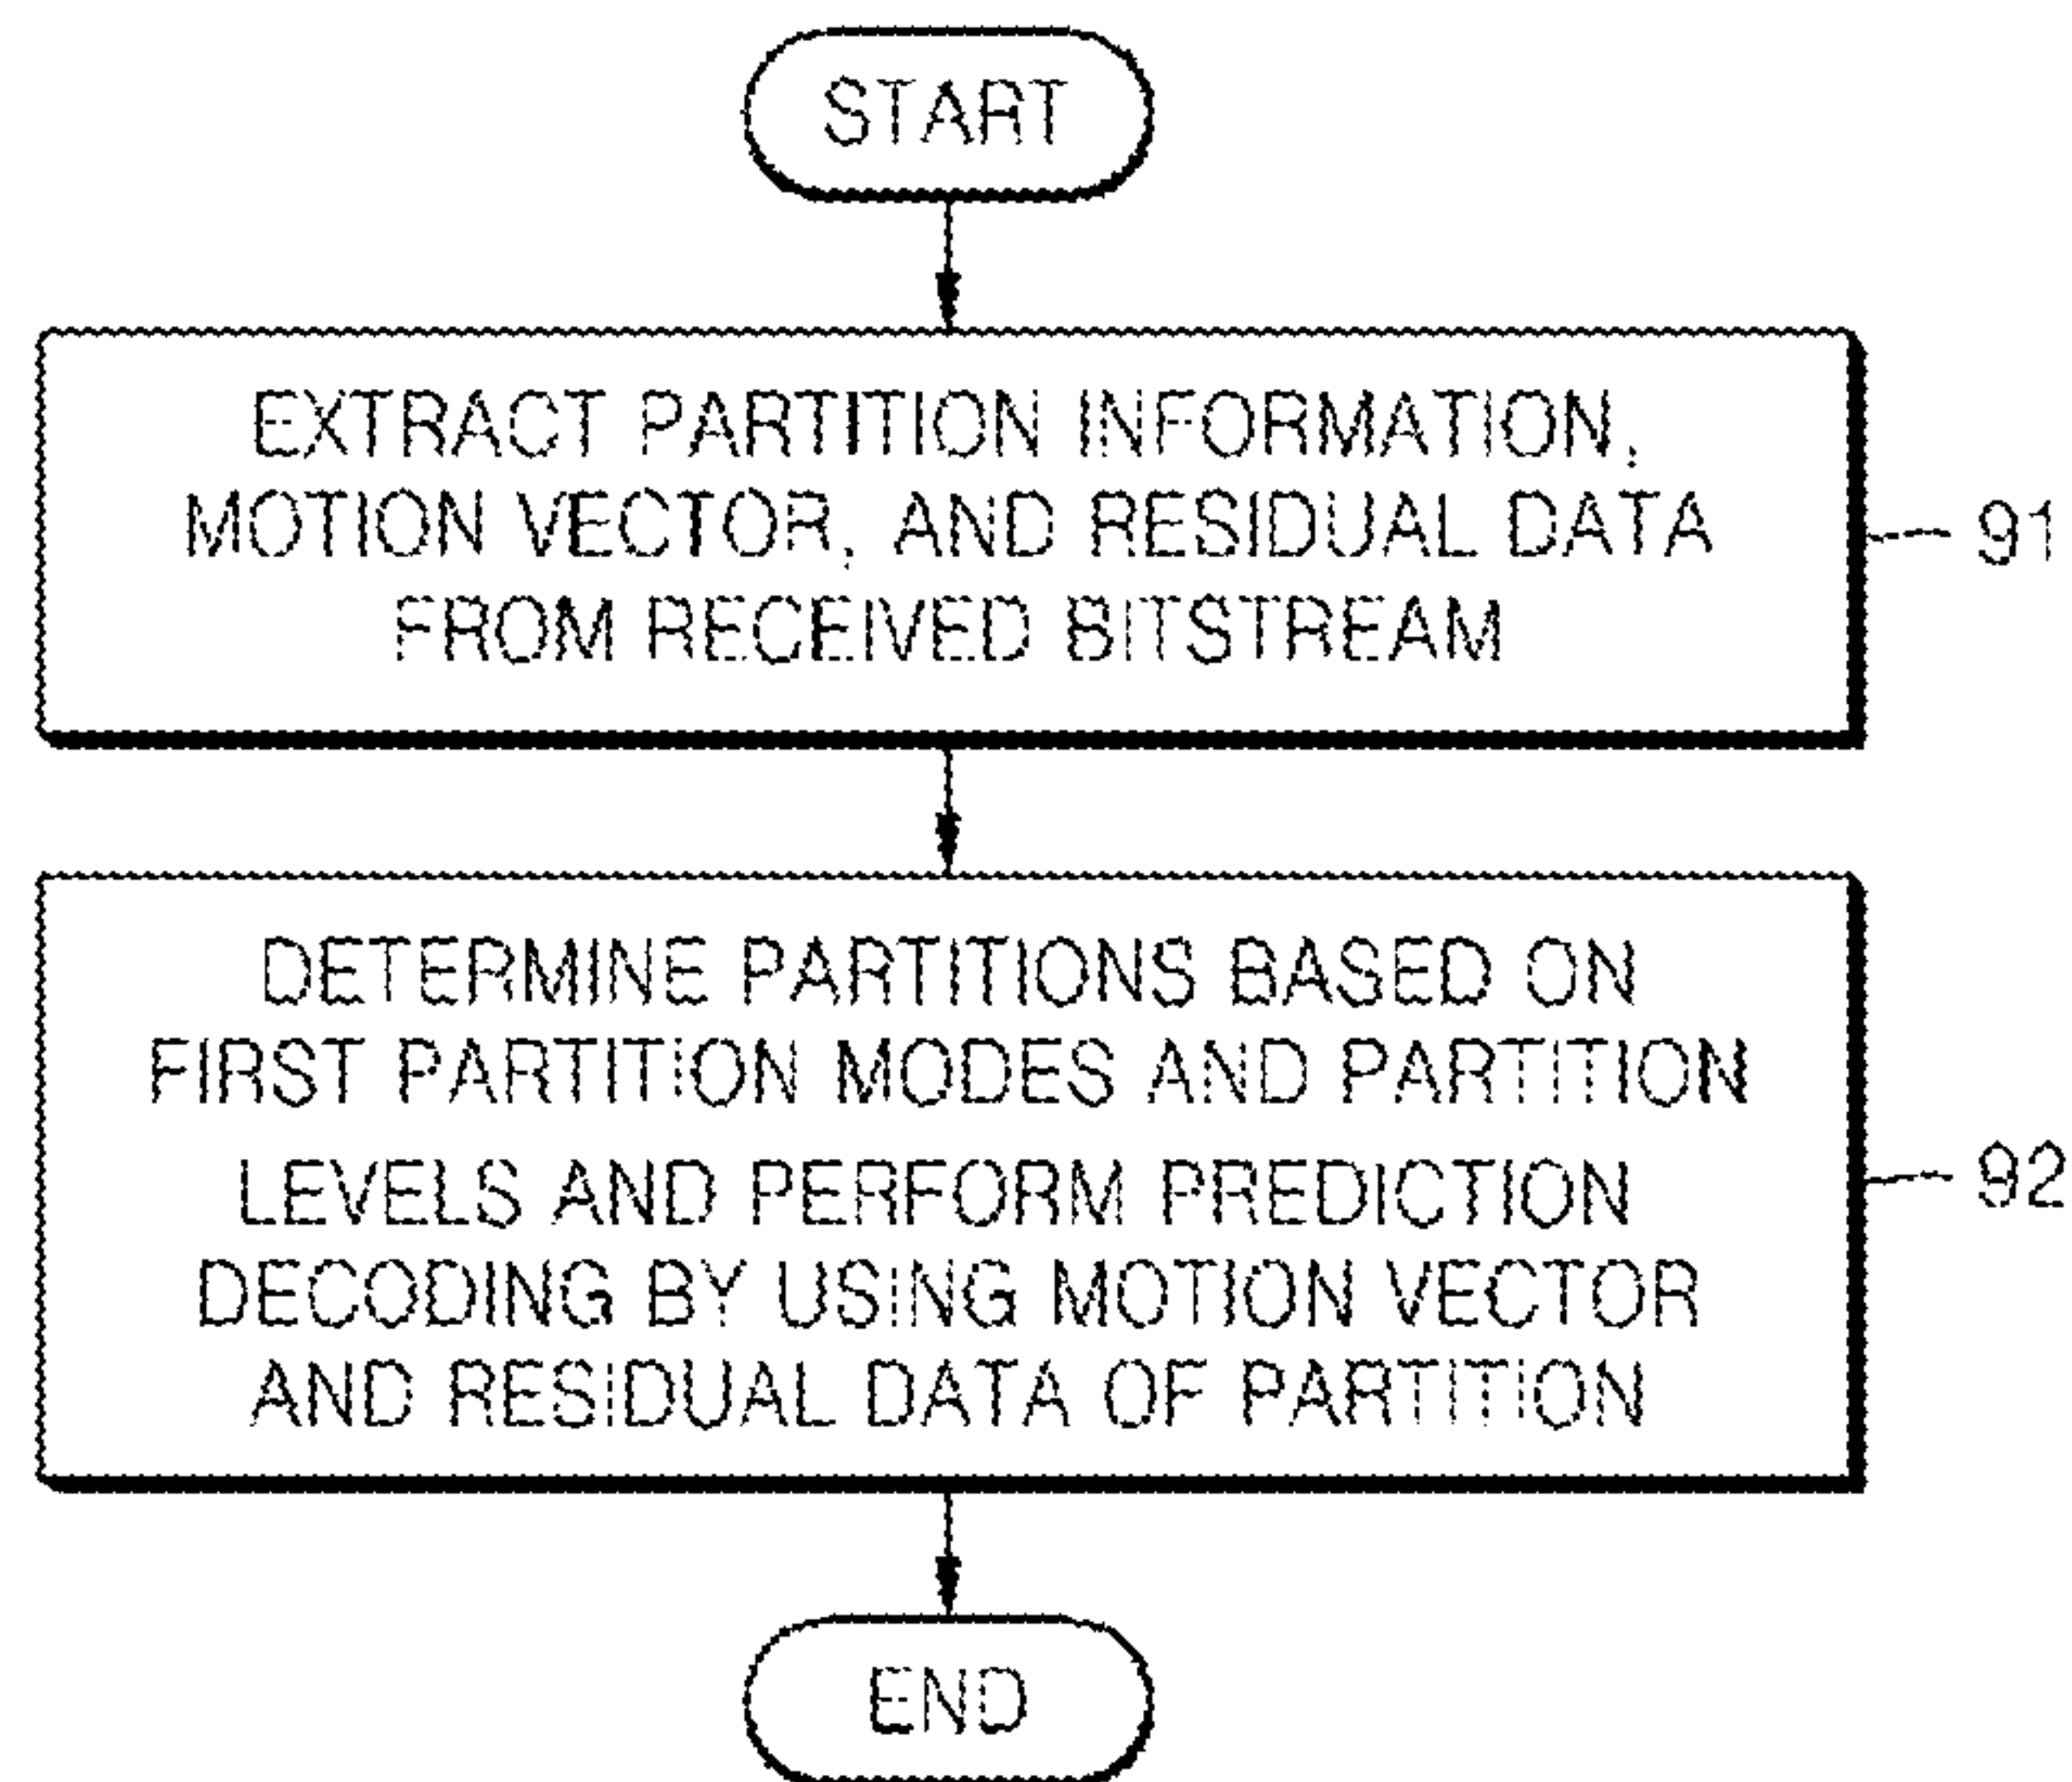 START
EXTRACT PARTITION INFORMATION,
MOTION VECTOR, AND RESIDUAL DATA
FROM RECEIVED BITSTREAM
91
DETERMINE PARTITIONS BASED ON
FIRST PARTITION MODES AND PARTITION
LEVELS AND PERFORM PREDICTION
DECODING BY USING MOTION VECTOR
AND RESIDUAL DATA OF PARTITION
92
END